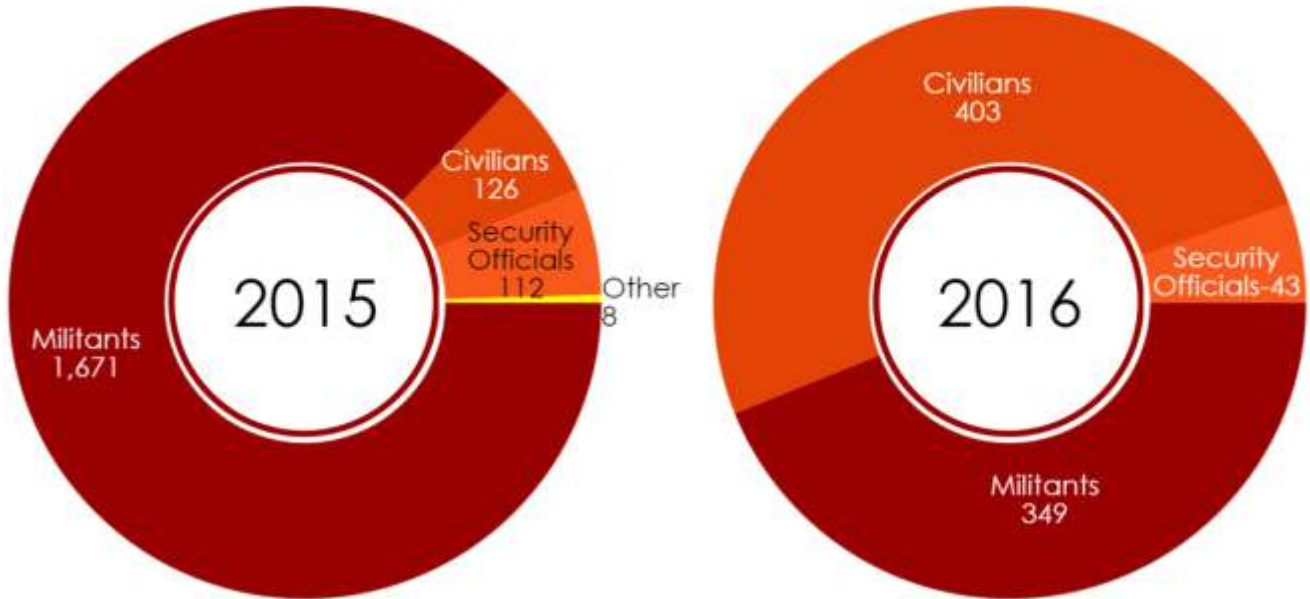 Civilians
126
Security
Officials
112
Other
8
2015
Militants
1,671
Civilians
403
Security
Officials-43
2016
Militants
349